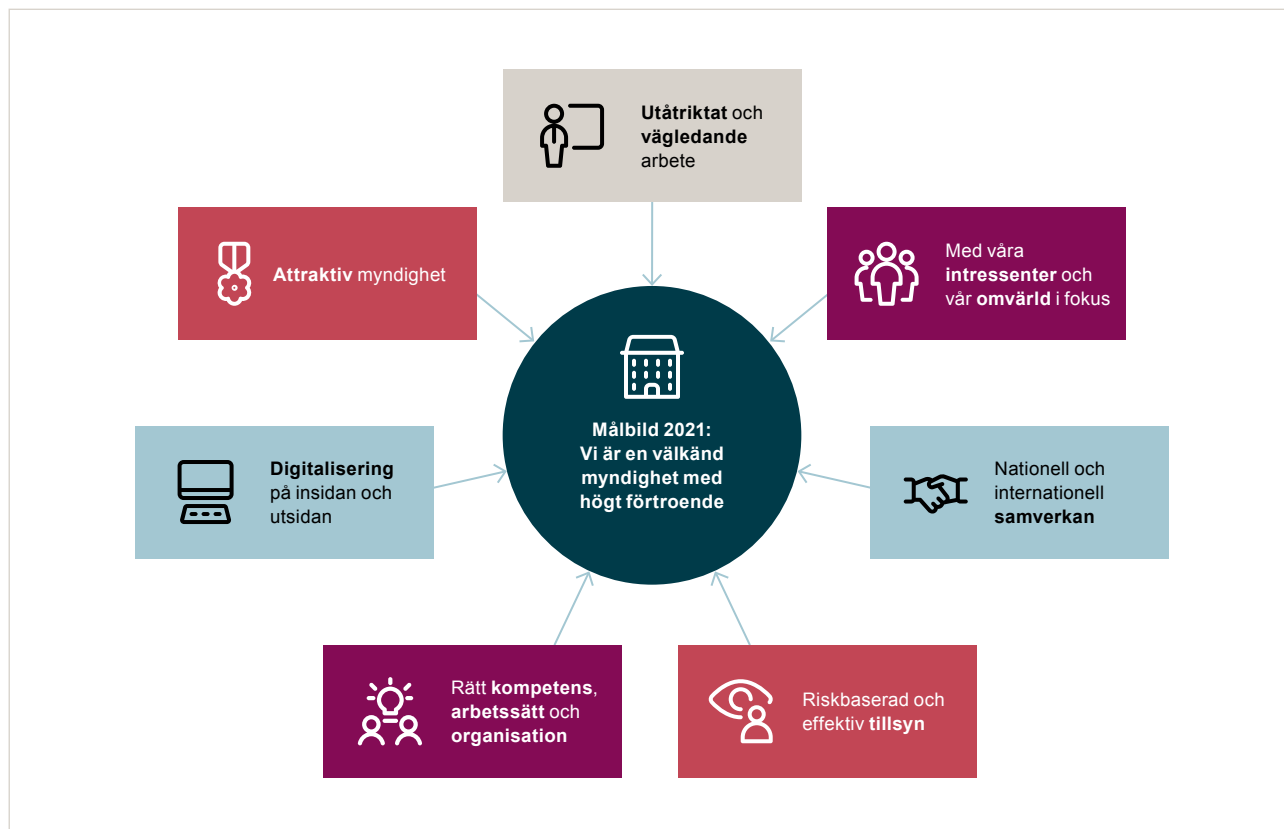 Utåtriktat och
vägledande
arbete
Attraktiv myndighet
Med våra
intressenter och
vår omvärld i fokus
Målbild 2021:
Vi är en välkänd
myndighet med
högt förtroende
Digitalisering
på insidan och
utsidan
Nationell och
internationell
samverkan
Rätt kompetens,
arbetssätt och
organisation
Riskbaserad och
effektiv tillsyn